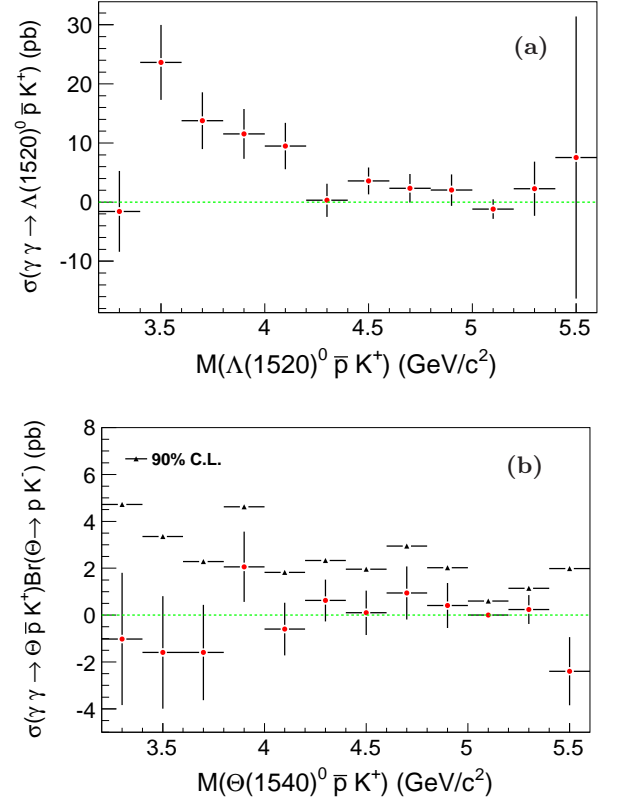 σ(γ γ → Λ(1520)⁰ p̅ K⁺) (pb)
(a)
30
20
10
0
-10
3.5 4 4.5 5 5.5
M(Λ(1520)⁰ p̅ K⁺) (GeV/c²)
σ(γ γ → Θ p̅ K⁺)Br(Θ→ p K⁻) (pb)
90% C.L.
(b)
8
6
4
2
0
-2
-4
3.5 4 4.5 5 5.5
M(Θ(1540)⁰ p̅ K⁺) (GeV/c²)